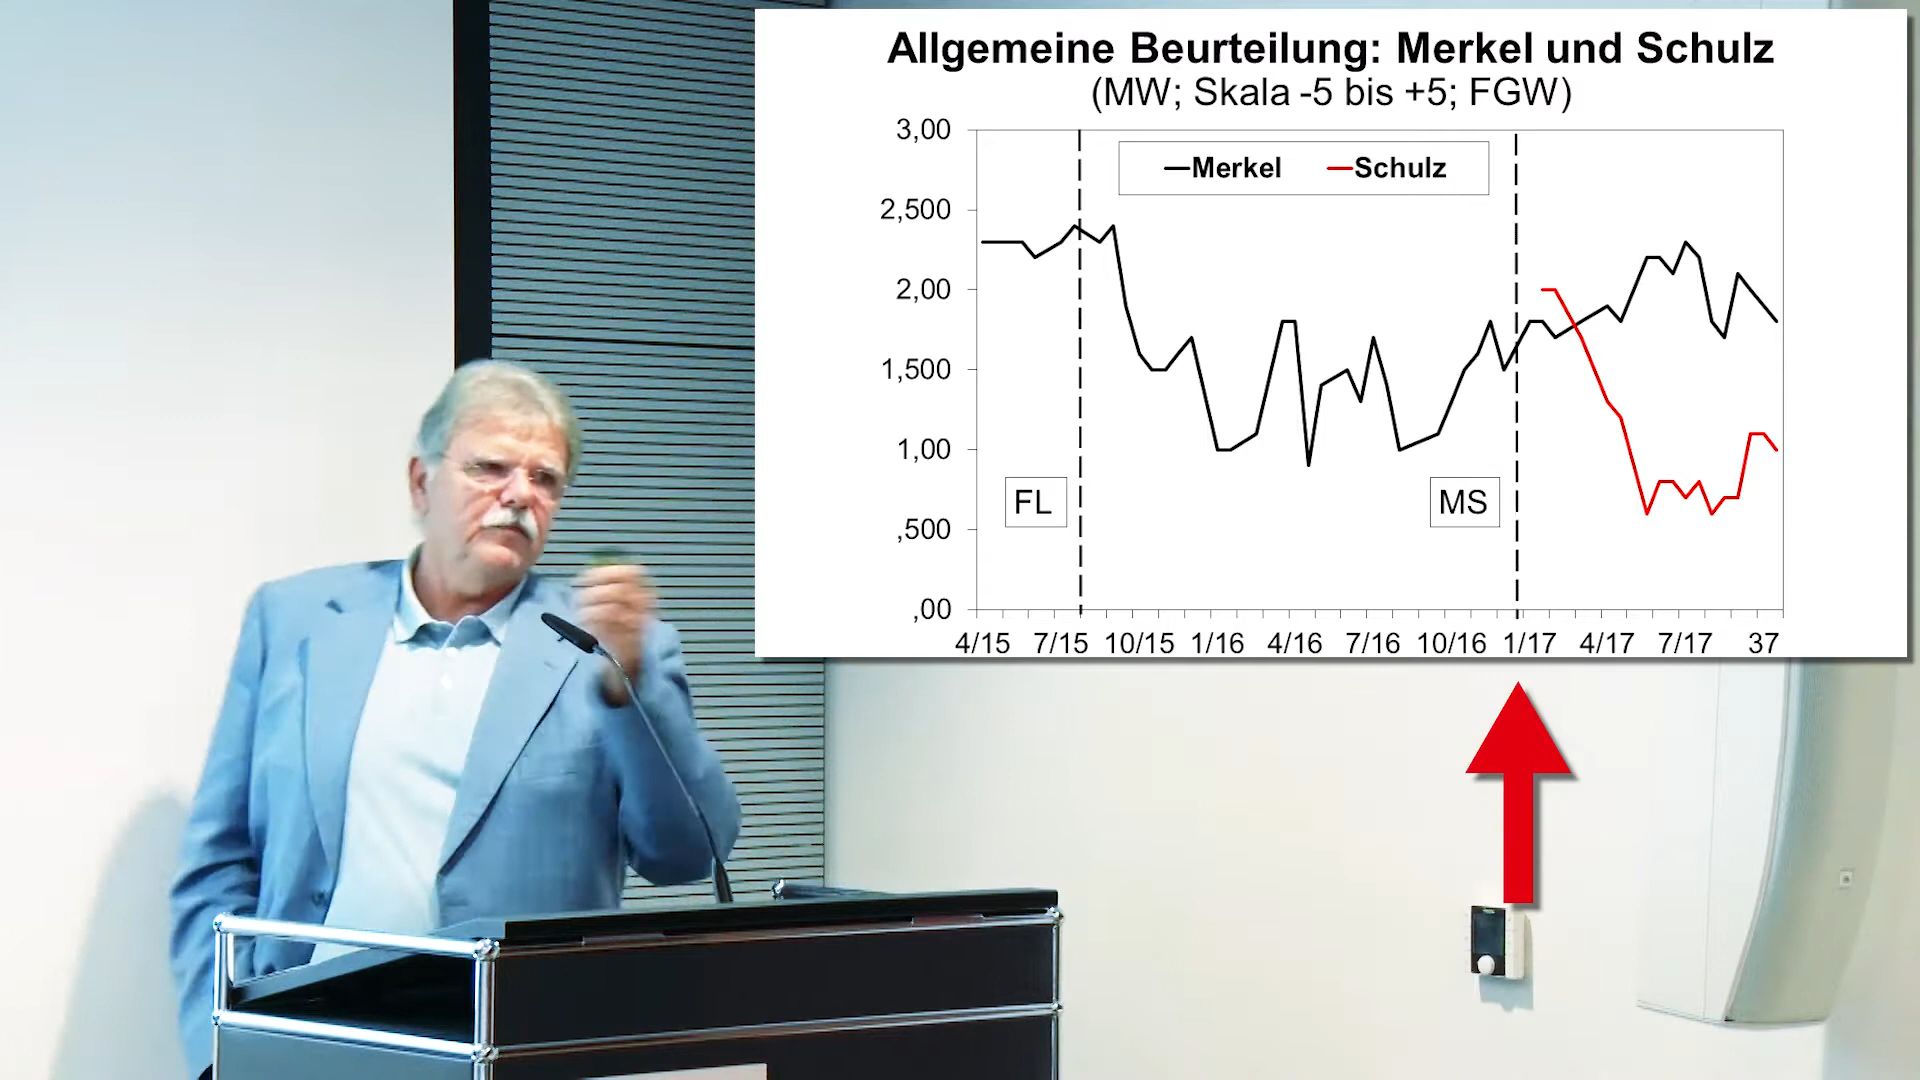 Allgemeine Beurteilung: Merkel und Schulz
(MW; Skala -5 bis +5; FGW)
3,00
Merkel Schulz
2,500
2,00
1,500
1,00
FL MS
,500
,00
4/15 7/15 10/15 1/16 4/16 7/16 10/16 1/17 4/17 7/17 37